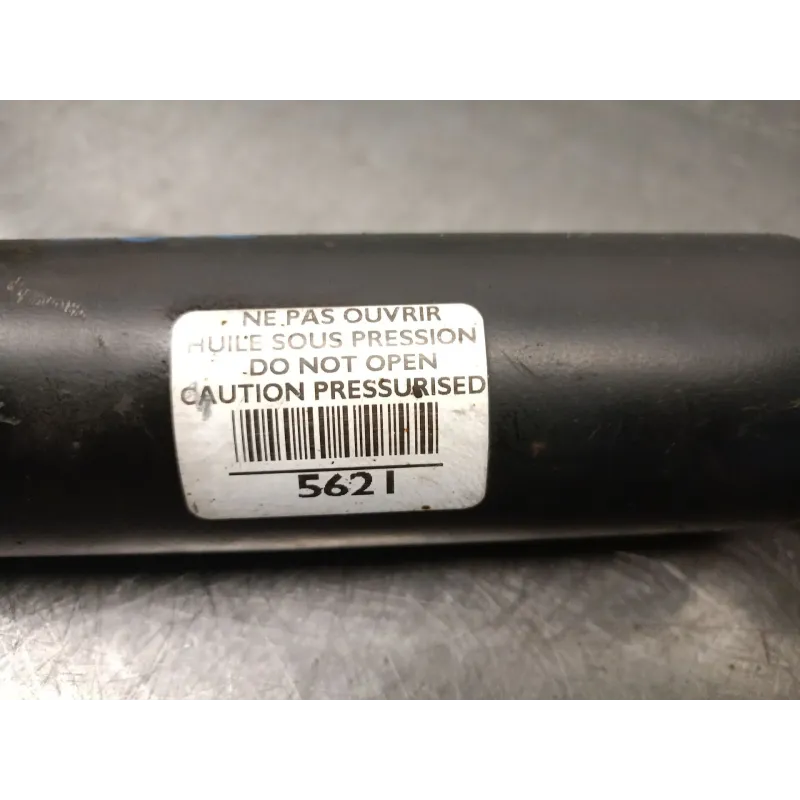 NE PAS OUVRIR
HUILE SOUS PRESSION
DO NOT OPEN
CAUTION PRESSURISED
5621